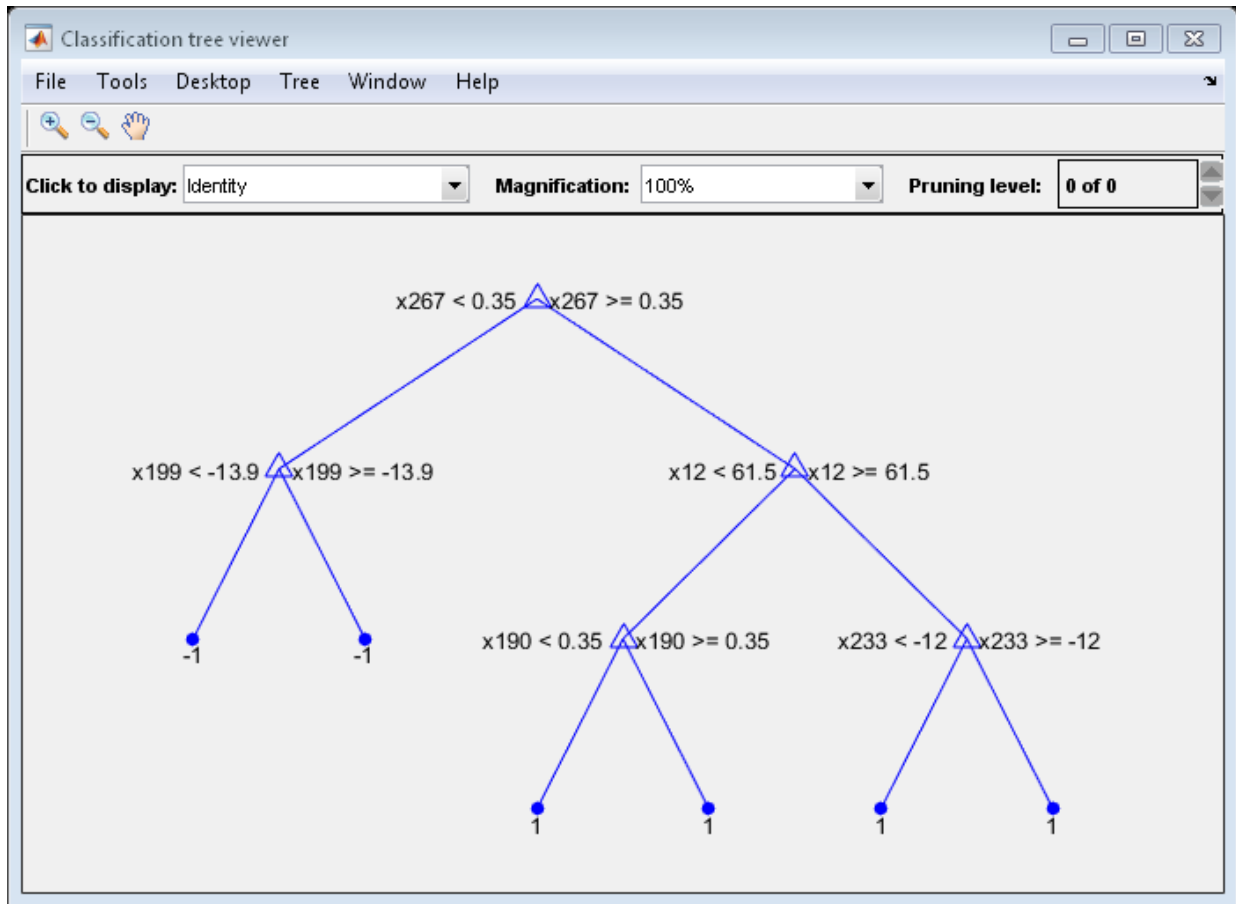 Classification tree viewer
File Tools Desktop Tree Window Help
Click to display: Identity Magnification: 100% Pruning level: 0 of 0
x267 < 0.35 x267 >= 0.35
x199 < -13.9 x199 >= -13.9 x12 < 61.5 x12 >= 61.5
x190 < 0.35 x190 >= 0.35 x233 < -12 x233 >= -12
-1 -1
1 1 1 1